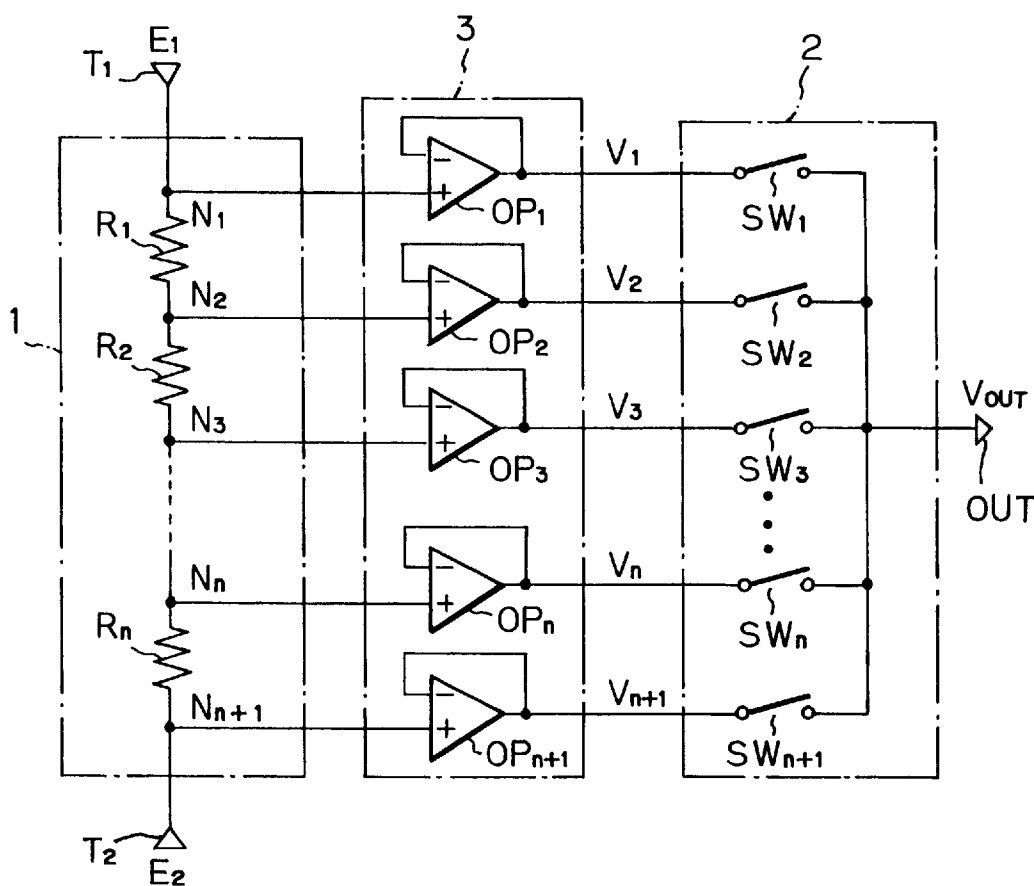 E1
T1
3
2
V1
N1
OP1
SW1
R1
V2
N2
1
OP2
SW2
R2
V3
VOUT
N3
OP3
SW3
OUT
Nn
Vn
Rn
OPn
SWn
Nn+1
Vn+1
OPn+1
SWn+1
T2
E2